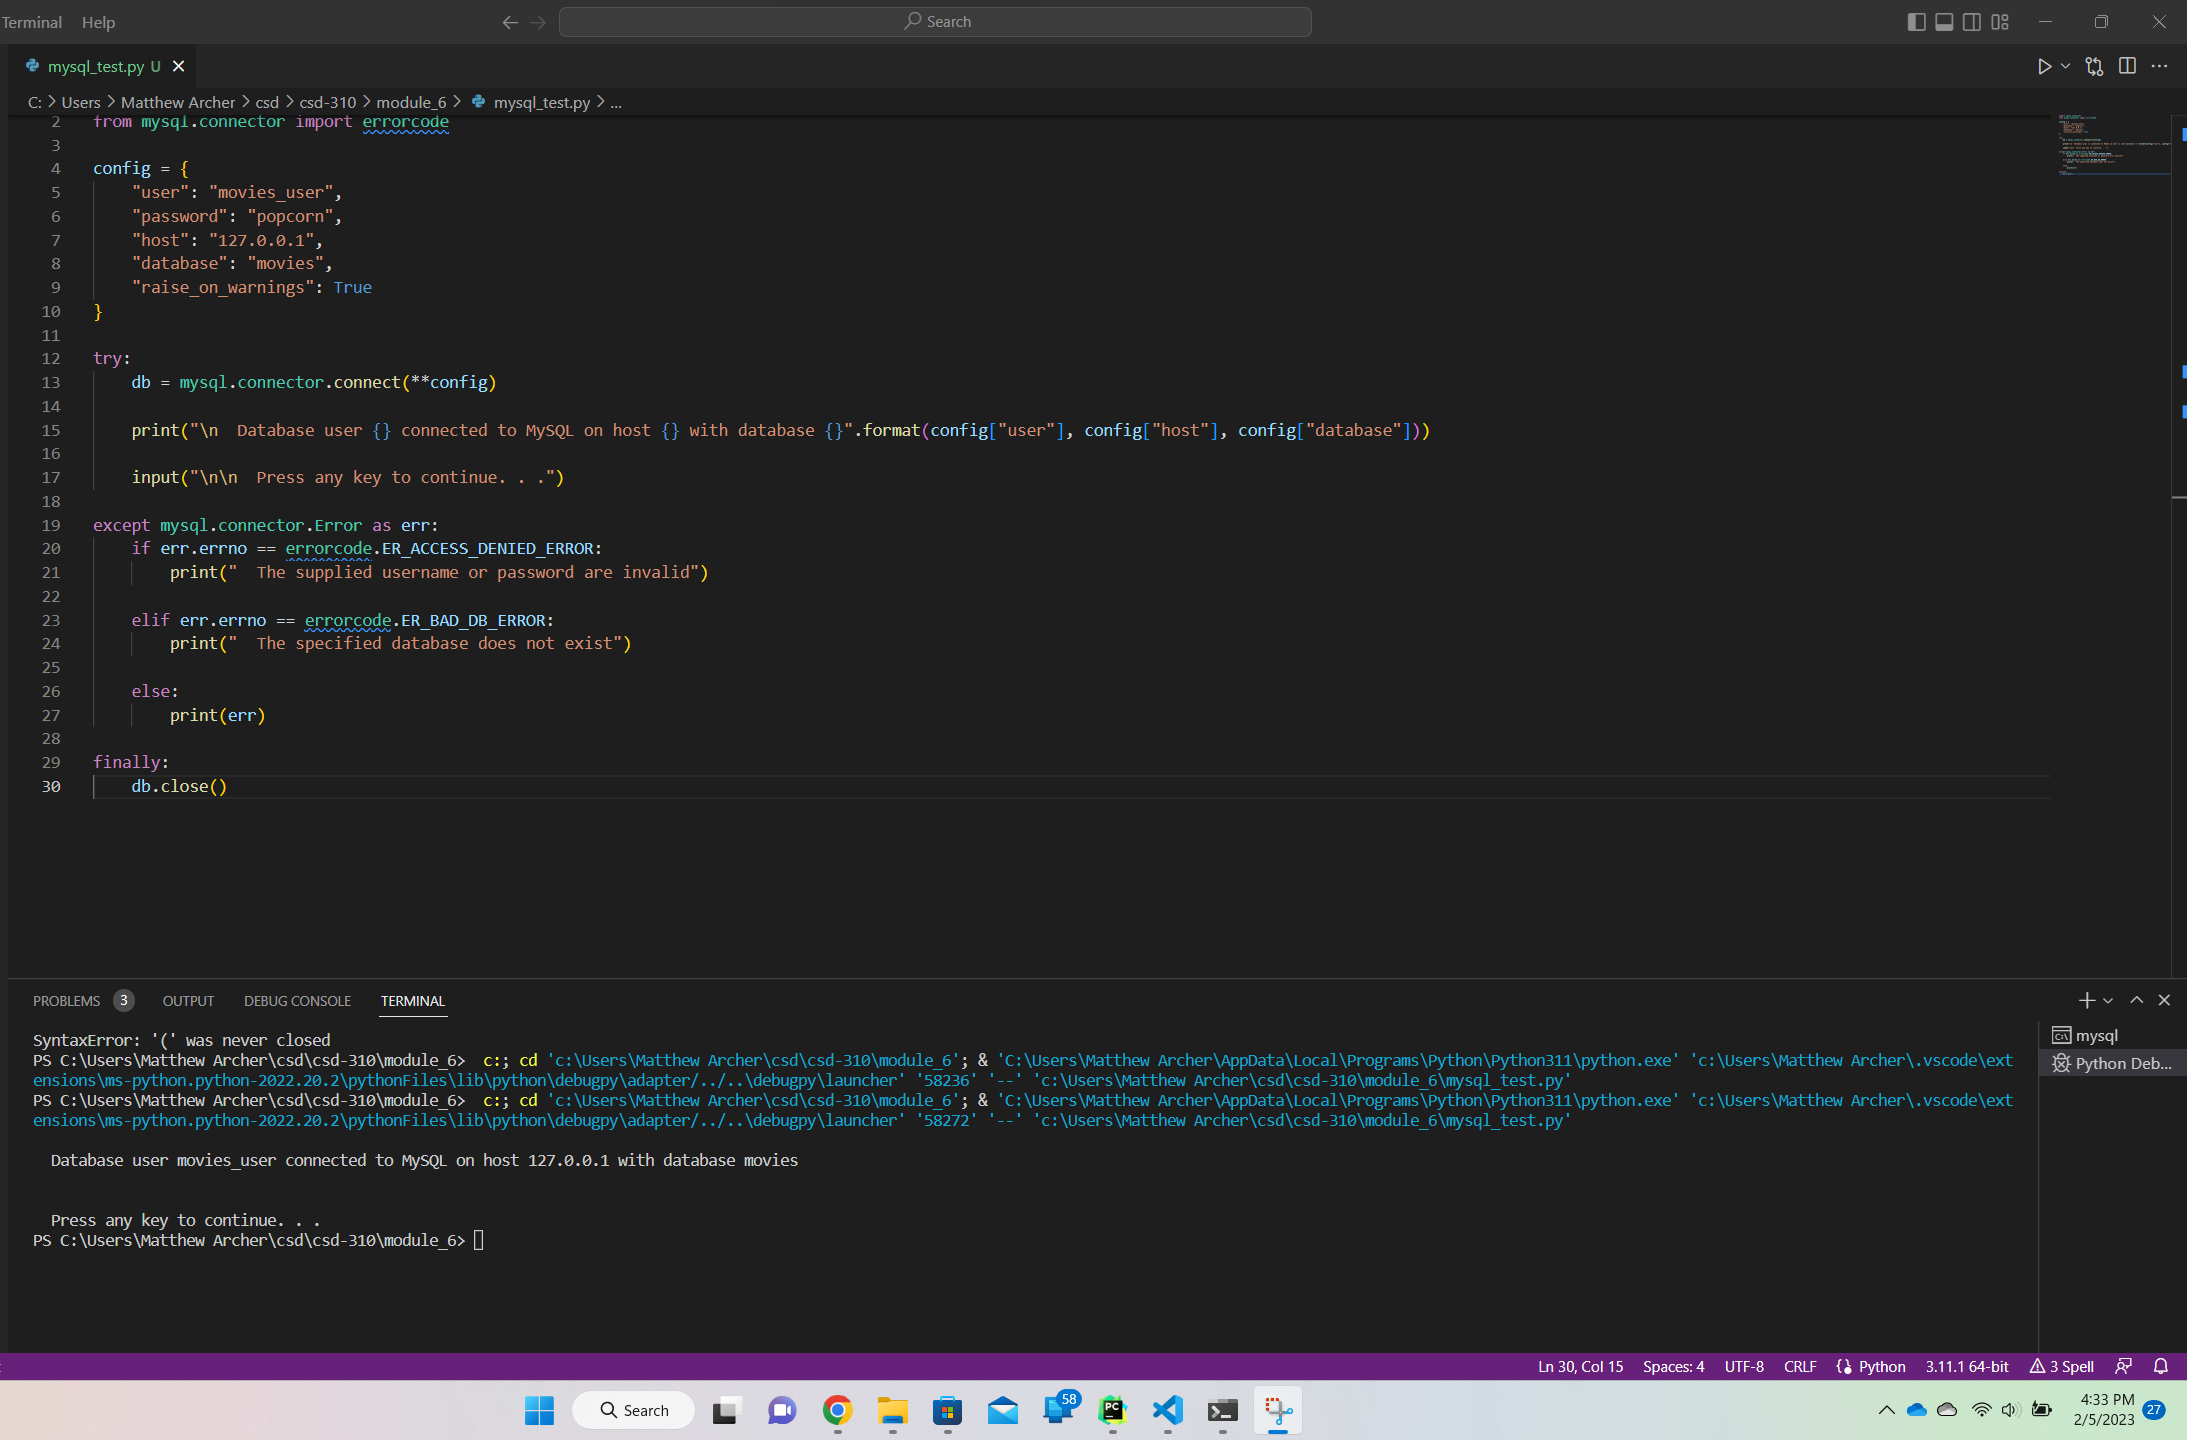 Terminal Help
Search
mysql_test.py U
C: > Users > Matthew Archer > csd > csd-310 > module_6 > mysql_test.py > ...
2 from mysql.connector import errorcode
3
4 config = {
5 "user": "movies_user",
6 "password": "popcorn",
7 "host": "127.0.0.1",
8 "database": "movies",
9 "raise_on_warnings": True
10 }
11
12 try:
13 db = mysql.connector.connect(**config)
14
15 print("\n  Database user {} connected to MySQL on host {} with database {}".format(config["user"], config["host"], config["database"]))
16
17 input("\n\n  Press any key to continue. . .")
18
19 except mysql.connector.Error as err:
20 if err.errno == errorcode.ER_ACCESS_DENIED_ERROR:
21 print("  The supplied username or password are invalid")
22
23 elif err.errno == errorcode.ER_BAD_DB_ERROR:
24 print("  The specified database does not exist")
25
26 else:
27 print(err)
28
29 finally:
30 db.close()
PROBLEMS 3 OUTPUT DEBUG CONSOLE TERMINAL
SyntaxError: '(' was never closed
PS C:\Users\Matthew Archer\csd\csd-310\module_6>  c:; cd 'c:\Users\Matthew Archer\csd\csd-310\module_6'; & 'C:\Users\Matthew Archer\AppData\Local\Programs\Python\Python311\python.exe' 'c:\Users\Matthew Archer\.vscode\ext
ensions\ms-python.python-2022.20.2\pythonFiles\lib\python\debugpy\adapter/../..\debugpy\launcher' '58236' '--' 'c:\Users\Matthew Archer\csd\csd-310\module_6\mysql_test.py'
PS C:\Users\Matthew Archer\csd\csd-310\module_6>  c:; cd 'c:\Users\Matthew Archer\csd\csd-310\module_6'; & 'C:\Users\Matthew Archer\AppData\Local\Programs\Python\Python311\python.exe' 'c:\Users\Matthew Archer\.vscode\ext
ensions\ms-python.python-2022.20.2\pythonFiles\lib\python\debugpy\adapter/../..\debugpy\launcher' '58272' '--' 'c:\Users\Matthew Archer\csd\csd-310\module_6\mysql_test.py'
Database user movies_user connected to MySQL on host 127.0.0.1 with database movies
Press any key to continue. . .
PS C:\Users\Matthew Archer\csd\csd-310\module_6>
mysql
Python Deb...
Ln 30, Col 15 Spaces: 4 UTF-8 CRLF Python 3.11.1 64-bit 3 Spell
Search
58
PC
4:33 PM
2/5/2023
27